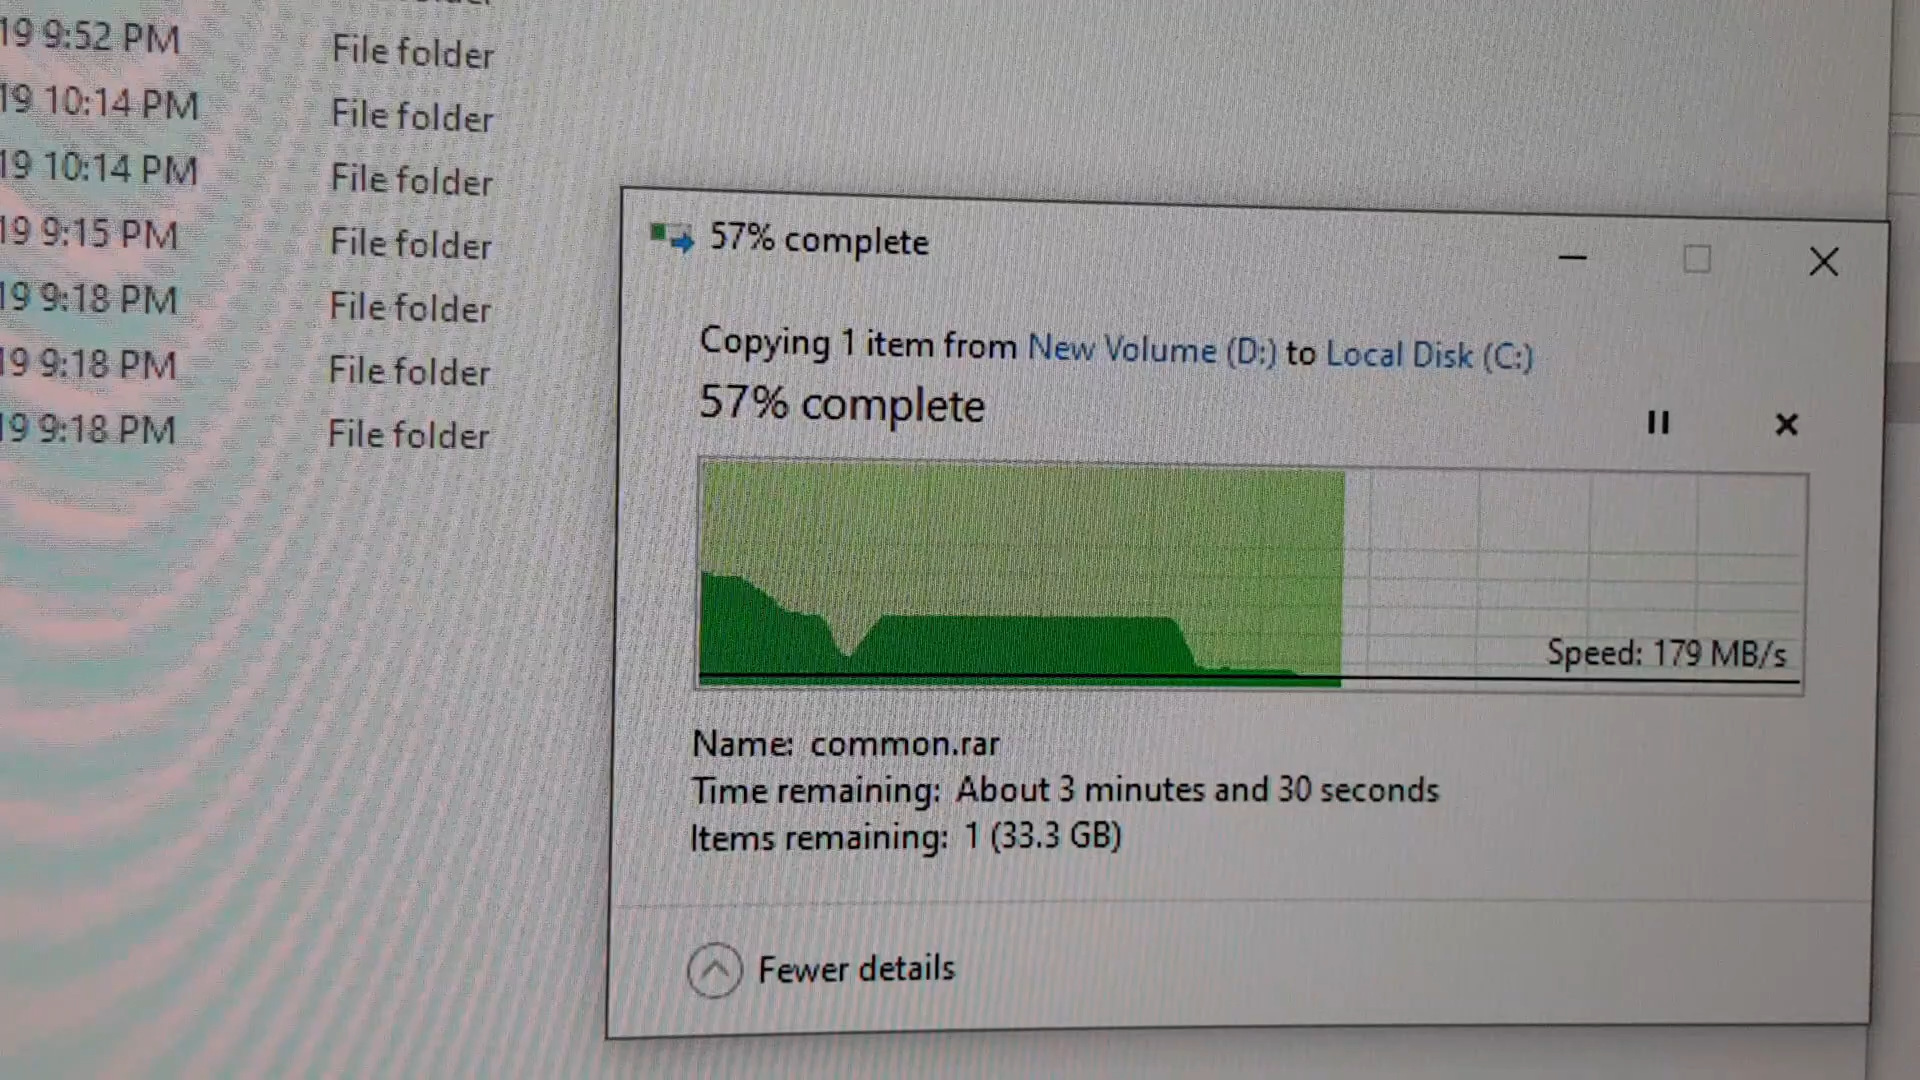 19 9:52 PM File folder
19 10:14 PM File folder
19 10:14 PM File folder
19 9:15 PM File folder
19 9:18 PM File folder
19 9:18 PM File folder
19 9:18 PM File folder
57% complete
Copying 1 item from New Volume (D:) to Local Disk (C:)
57% complete
Speed: 179 MB/s
Name: common.rar
Time remaining: About 3 minutes and 30 seconds
Items remaining: 1 (33.3 GB)
Fewer details